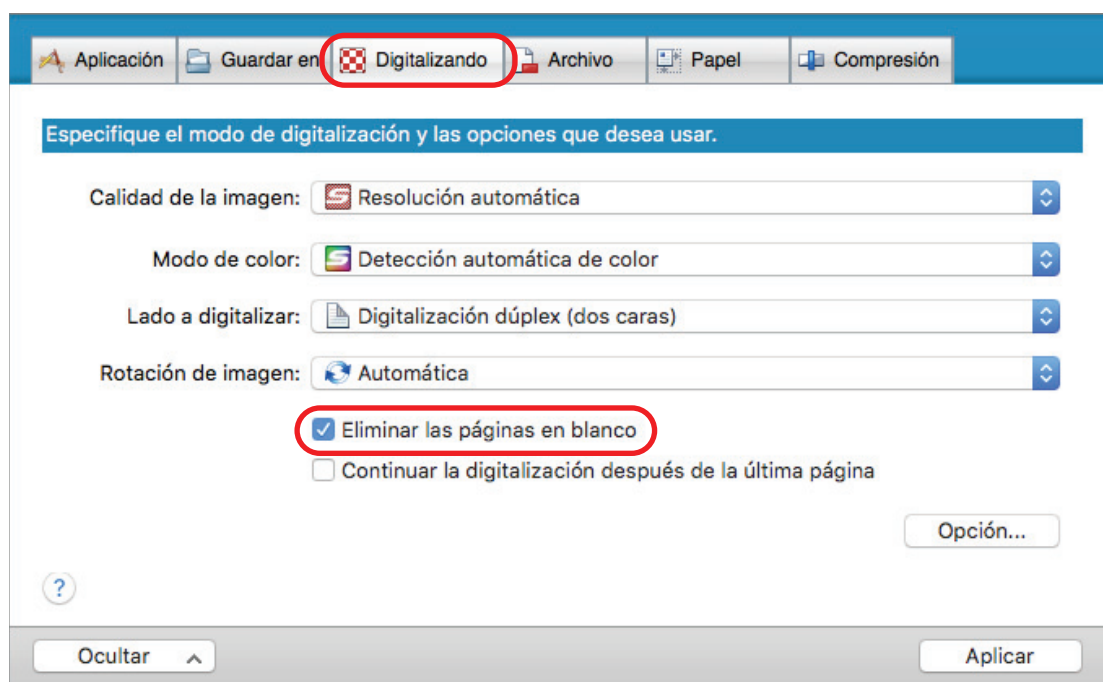 Aplicación Guardar en Digitalizando Archivo Papel Compresión
Especifique el modo de digitalización y las opciones que desea usar.
Calidad de la imagen: Resolución automática
Modo de color: Detección automática de color
Lado a digitalizar: Digitalización dúplex (dos caras)
Rotación de imagen: Automática
Eliminar las páginas en blanco
Continuar la digitalización después de la última página
Opción...
?
Ocultar Aplicar